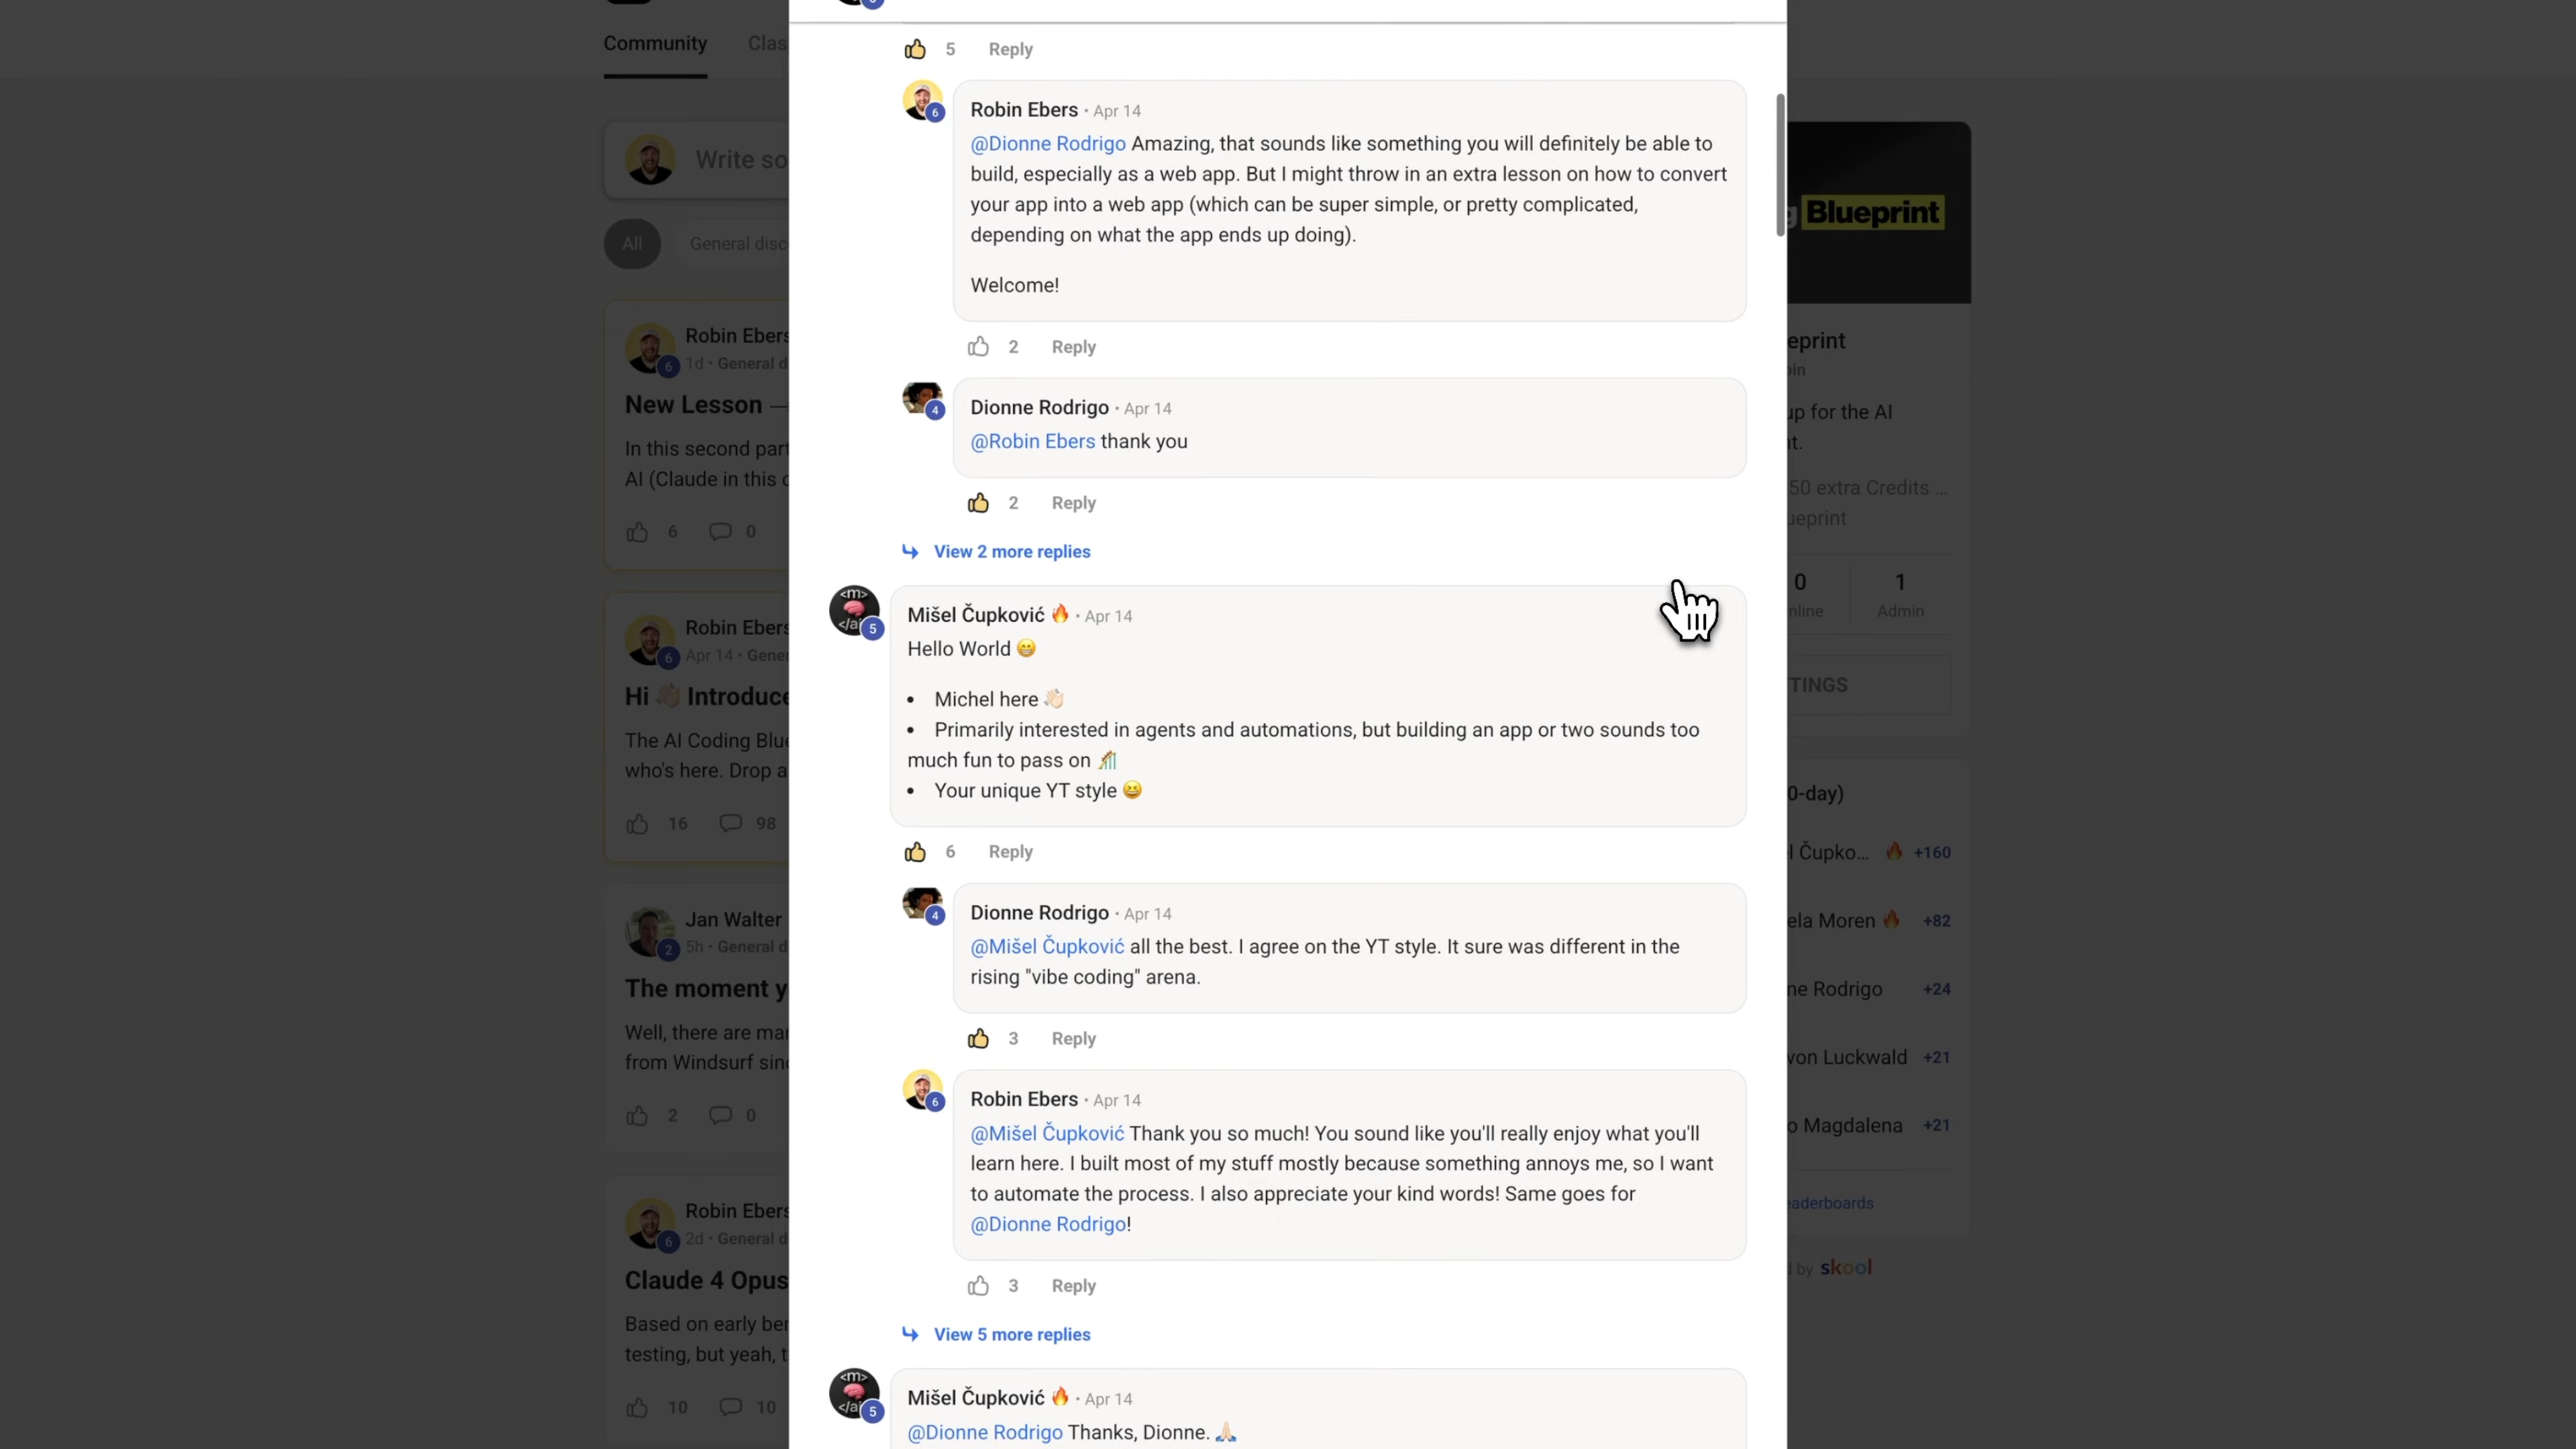 Community
Clas
Write so
All
General disc
Robin Ebers
1d • General d
New Lesson —
In this second part
AI (Claude in this c
6
0
Robin Ebers
Apr 14 • Gene
Hi 👋🏻 Introduce
The AI Coding Blue
who's here. Drop a
16
98
Jan Walter
5h • General d
The moment y
Well, there are man
from Windsurf sinc
2
0
Robin Ebers
2d • General d
Claude 4 Opus
Based on early ben
testing, but yeah, t
10
10
5 Reply
Robin Ebers • Apr 14
@Dionne Rodrigo Amazing, that sounds like something you will definitely be able to
build, especially as a web app. But I might throw in an extra lesson on how to convert
your app into a web app (which can be super simple, or pretty complicated,
depending on what the app ends up doing).
Welcome!
2 Reply
Dionne Rodrigo • Apr 14
@Robin Ebers thank you
2 Reply
View 2 more replies
Mišel Čupković 🔥 • Apr 14
Hello World 😁
• Michel here 👋🏻
• Primarily interested in agents and automations, but building an app or two sounds too
much fun to pass on 🎢
• Your unique YT style 😆
6 Reply
Dionne Rodrigo • Apr 14
@Mišel Čupković all the best. I agree on the YT style. It sure was different in the
rising "vibe coding" arena.
3 Reply
Robin Ebers • Apr 14
@Mišel Čupković Thank you so much! You sound like you'll really enjoy what you'll
learn here. I built most of my stuff mostly because something annoys me, so I want
to automate the process. I also appreciate your kind words! Same goes for
@Dionne Rodrigo!
3 Reply
View 5 more replies
Mišel Čupković 🔥 • Apr 14
@Dionne Rodrigo Thanks, Dionne. 🙏🏻
g Blueprint
eprint
oin
up for the AI
nt.
50 extra Credits ...
ueprint
0
1
nline
Admin
TINGS
0-day)
l Čupko... 🔥 +160
ela Moren 🔥 +82
ne Rodrigo +24
von Luckwald +21
o Magdalena +21
eaderboards
d by skool